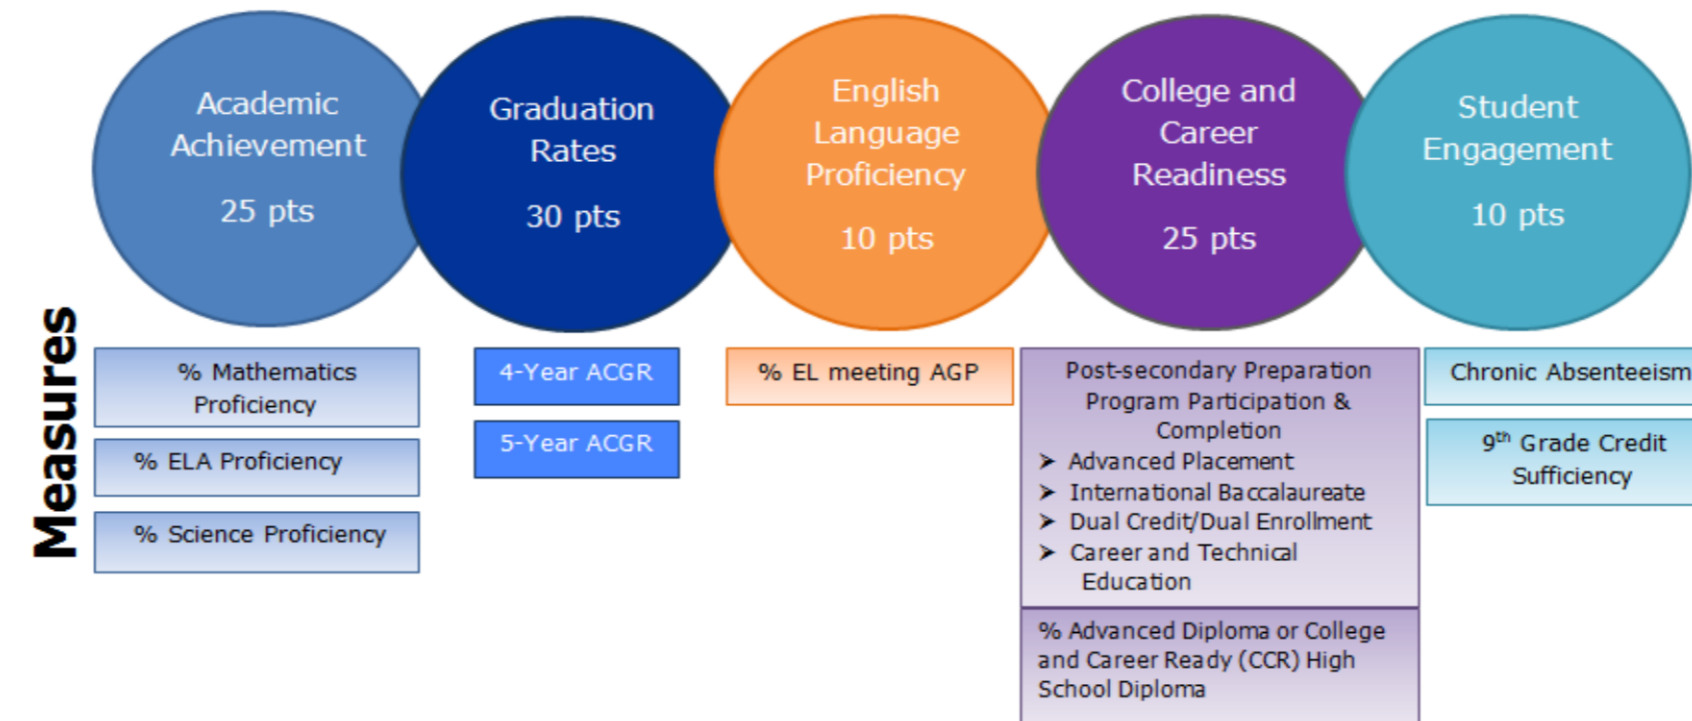 Academic
Achievement
25 pts
Graduation
Rates
30 pts
English
Language
Proficiency
10 pts
College and
Career
Readiness
25 pts
Student
Engagement
10 pts
Measures
% Mathematics
Proficiency
% ELA Proficiency
% Science Proficiency
4-Year ACGR
5-Year ACGR
% EL meeting AGP
Post-secondary Preparation
Program Participation &
Completion
➢ Advanced Placement
➢ International Baccalaureate
➢ Dual Credit/Dual Enrollment
➢ Career and Technical
Education
% Advanced Diploma or College
and Career Ready (CCR) High
School Diploma
Chronic Absenteeism
9th Grade Credit
Sufficiency